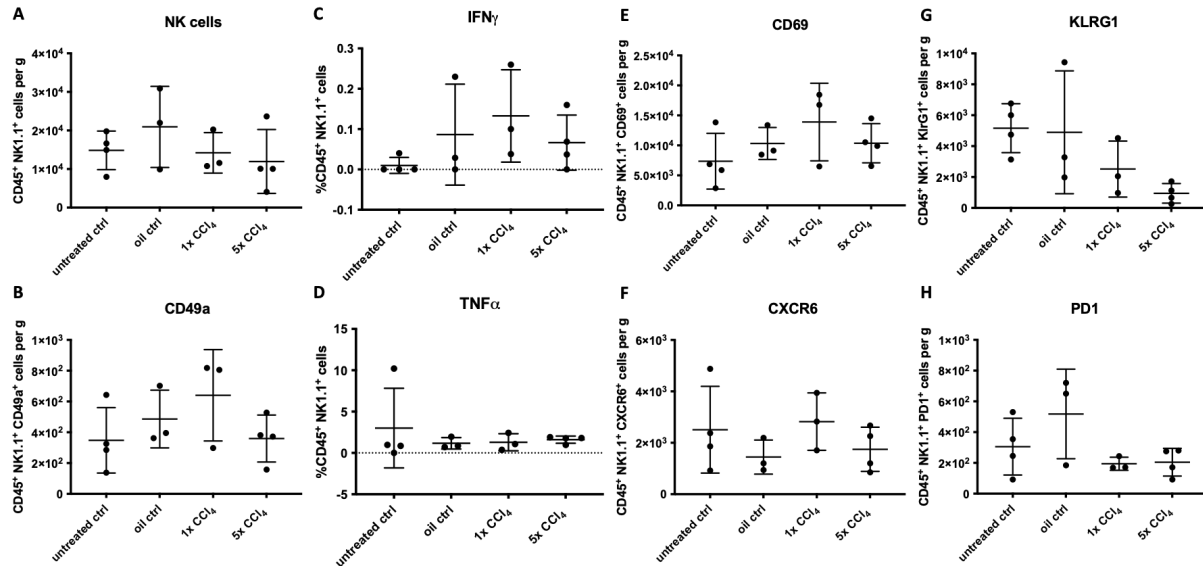 A
NK cells
CD45⁺ NK1.1⁺ cells per g
4×10⁴
3×10⁴
2×10⁴
1×10⁴
0
untreated ctrl
oil ctrl
1x CCl₄
5x CCl₄
C
IFNγ
%CD45⁺ NK1.1⁺ cells
0.3
0.2
0.1
0.0
-0.1
untreated ctrl
oil ctrl
1x CCl₄
5x CCl₄
E
CD69
CD45⁺ NK1.1⁺ CD69⁺ cells per g
2.5×10⁴
2.0×10⁴
1.5×10⁴
1.0×10⁴
5.0×10³
0.0
untreated ctrl
oil ctrl
1x CCl₄
5x CCl₄
G
KLRG1
CD45⁺ NK1.1⁺ KlrG1⁺ cells per g
1×10⁴
8×10³
6×10³
4×10³
2×10³
0
untreated ctrl
oil ctrl
1x CCl₄
5x CCl₄
B
CD49a
CD45⁺ NK1.1⁺ CD49a⁺ cells per g
1×10³
8×10²
6×10²
4×10²
2×10²
0
untreated ctrl
oil ctrl
1x CCl₄
5x CCl₄
D
TNFα
%CD45⁺ NK1.1⁺ cells
15
10
5
0
-5
untreated ctrl
oil ctrl
1x CCl₄
5x CCl₄
F
CXCR6
CD45⁺ NK1.1⁺ CXCR6⁺ cells per g
6×10³
4×10³
2×10³
0
untreated ctrl
oil ctrl
1x CCl₄
5x CCl₄
H
PD1
CD45⁺ NK1.1⁺ PD1⁺ cells per g
1×10³
8×10²
6×10²
4×10²
2×10²
0
untreated ctrl
oil ctrl
1x CCl₄
5x CCl₄